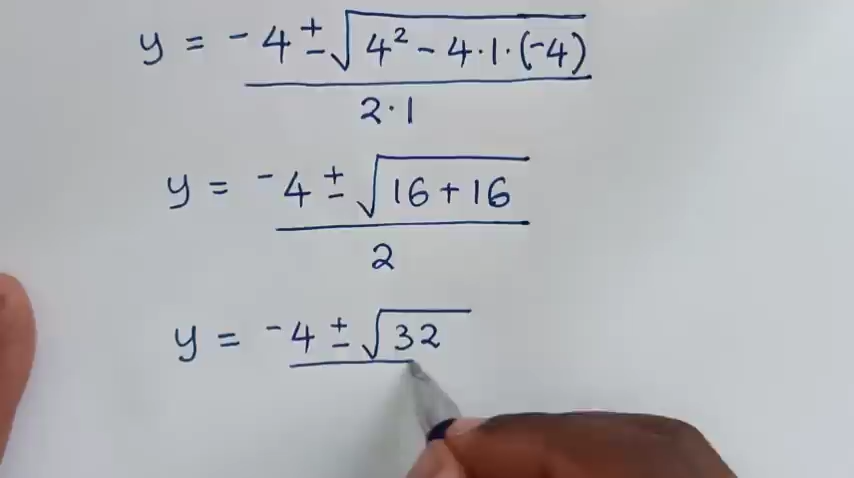 y = -4 ± √4² - 4·1·(-4)
2·1
y = -4 ± √16 + 16
2
y = -4 ± √32